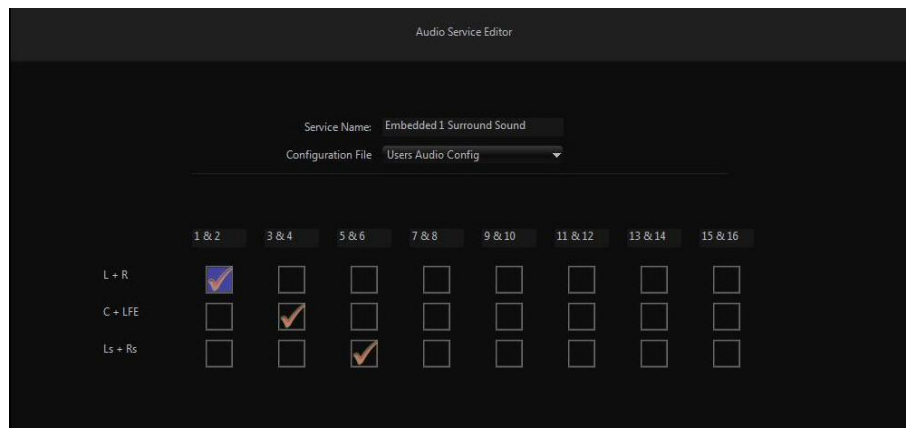 Audio Service Editor
Service Name: Embedded 1 Surround Sound
Configuration File Users Audio Config
1 & 2 3 & 4 5 & 6 7 & 8 9 & 10 11 & 12 13 & 14 15 & 16
L + R
C + LFE
Ls + Rs